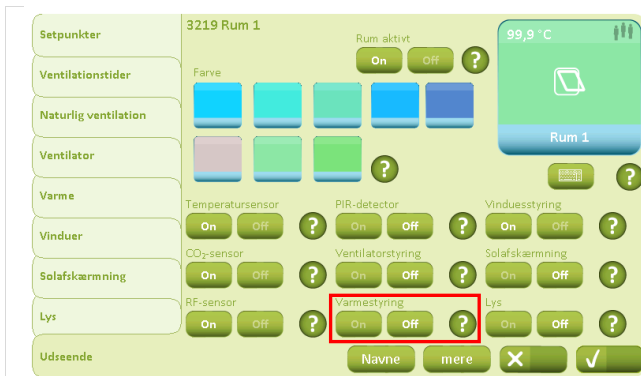 Setpunkter
Ventilationstider
Naturlig ventilation
Ventilator
Varme
Vinduer
Solafskærmning
Lys
Udseende
3219 Rum 1
Rum aktivt
On Off ?
Farve
?
99,9 °C
Rum 1
?
Temperatursensor PIR-detector Vinduesstyring
On Off ? On Off ? On Off ?
CO₂-sensor Ventilatorstyring Solafskærmning
On Off ? On Off ? On Off ?
RF-sensor Varmestyring Lys
On Off ? On Off ? On Off ?
Navne mere